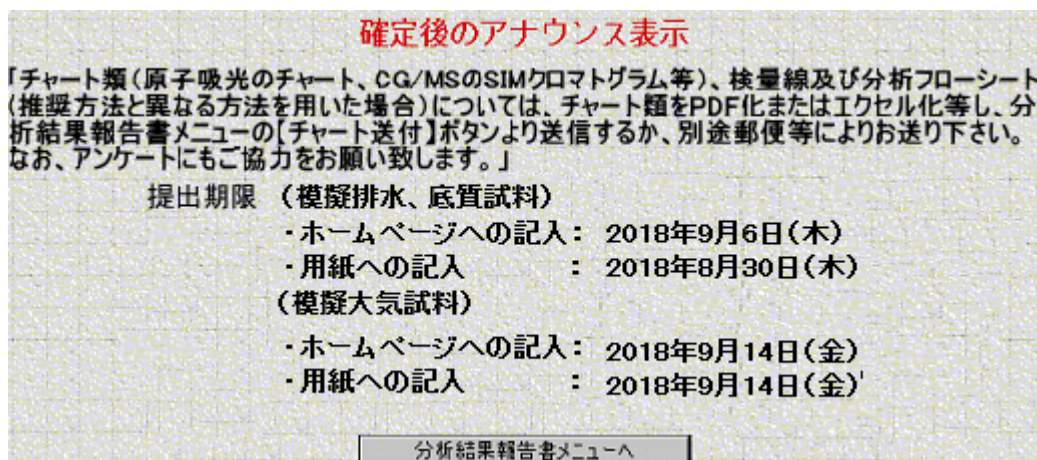 確定後のアナウンス表示
「チャート類(原子吸光のチャート、CG/MSのSIMクロマトグラム等)、検量線及び分析フローシート
(推奨方法と異なる方法を用いた場合)については、チャート類をPDF化またはエクセル化等し、分
析結果報告書メニューの【チャート送付】ボタンより送信するか、別途郵便等によりお送り下さい。
なお、アンケートにもご協力をお願い致します。」
提出期限 (模擬排水、底質試料)
・ホームページへの記入: 2018年9月6日(木)
・用紙への記入 : 2018年8月30日(木)
(模擬大気試料)
・ホームページへの記入: 2018年9月14日(金)
・用紙への記入 : 2018年9月14日(金)
分析結果報告書メニューへ